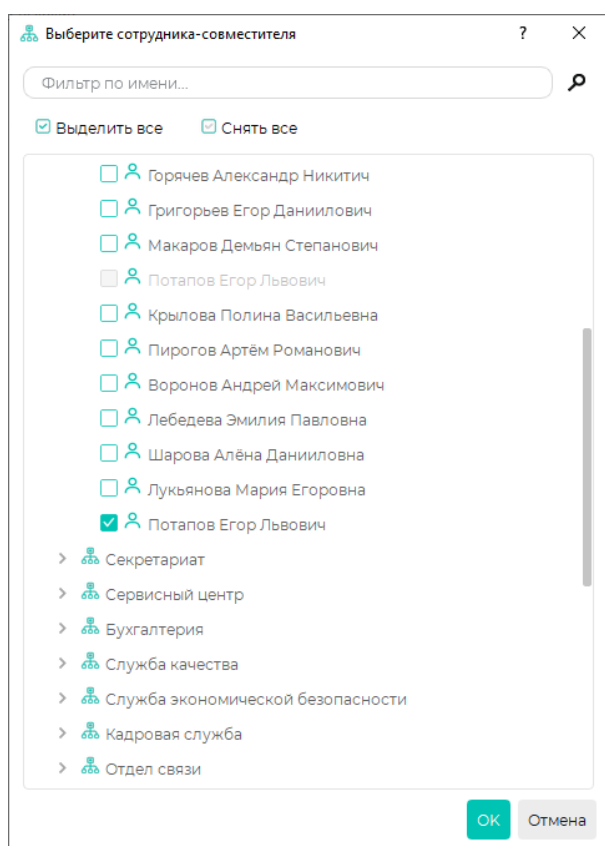 Выберите сотрудника-совместителя ?
Фильтр по имени...
Выделить все Снять все
Горячев Александр Никитич
Григорьев Егор Даниилович
Макаров Демьян Степанович
Потапов Егор Львович
Крылова Полина Васильевна
Пирогов Артём Романович
Воронов Андрей Максимович
Лебедева Эмилия Павловна
Шарова Алёна Данииловна
Лукьянова Мария Егоровна
Потапов Егор Львович
Секретариат
Сервисный центр
Бухгалтерия
Служба качества
Служба экономической безопасности
Кадровая служба
Отдел связи
OK Отмена